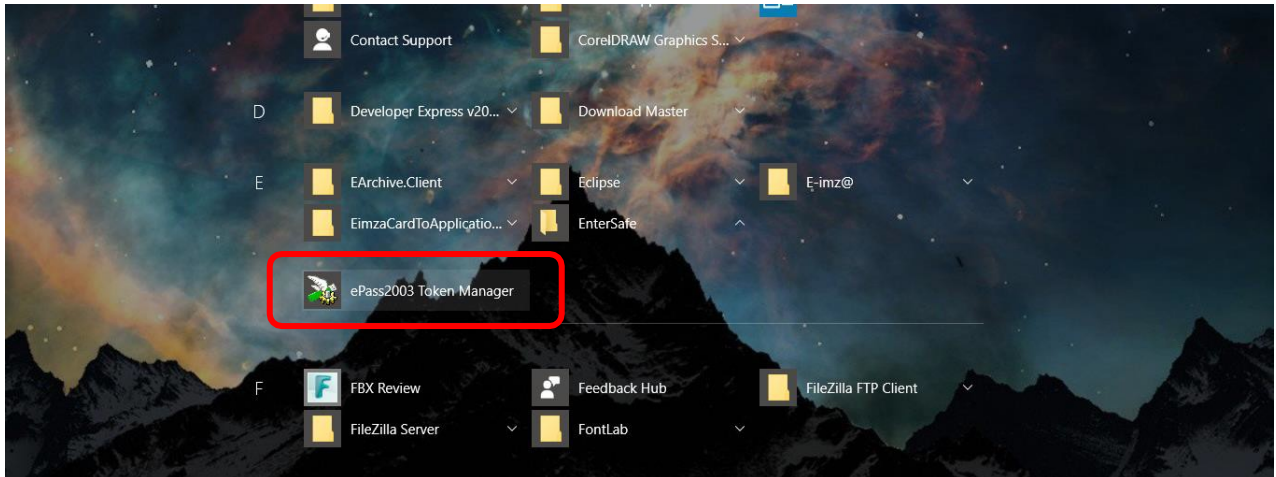 Contact Support
CorelDRAW Graphics S...
D
Developer Express v20...
Download Master
E
EArchive.Client
Eclipse
E-imz@
EimzaCardToApplicatio...
EnterSafe
ePass2003 Token Manager
F
FBX Review
Feedback Hub
FileZilla FTP Client
FileZilla Server
FontLab